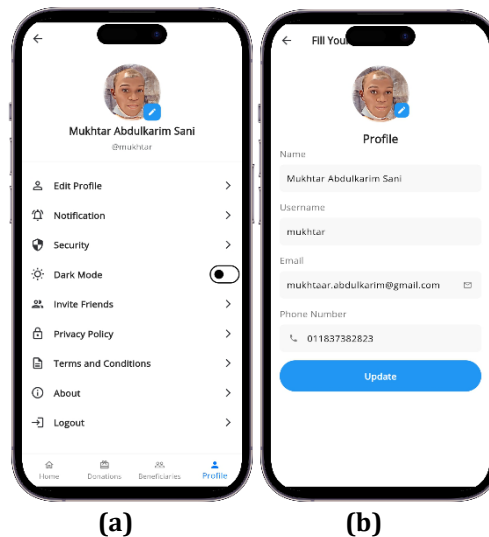 Mukhtar Abdulkarim Sani
@mukhtar
Edit Profile
Notification
Security
Dark Mode
Invite Friends
Privacy Policy
Terms and Conditions
About
Logout
Home Donations Beneficiaries Profile
(a)
Fill Your
Profile
Name
Mukhtar Abdulkarim Sani
Username
mukhtar
Email
mukhtaar.abdulkarim@gmail.com
Phone Number
011837382823
Update
(b)